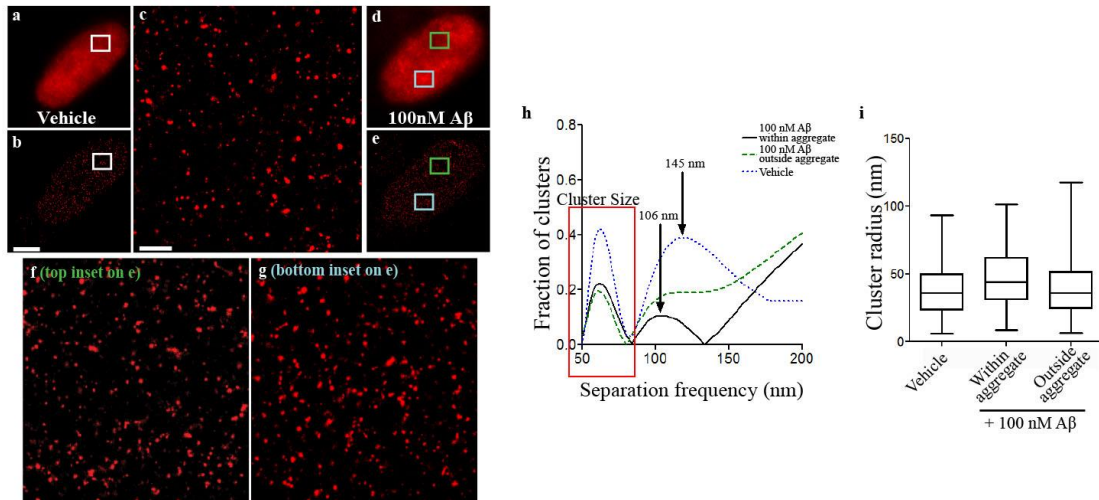 a
Vehicle
b
c
d
100nM Aβ
e
f (top inset on e)
g (bottom inset on e)
h
0.8
0.6
0.4
0.2
0.0
Fraction of clusters
50
100
150
200
Separation frequency (nm)
Cluster Size
106 nm
145 nm
100 nM Aβ
within aggregate
100 nM Aβ
outside aggregate
Vehicle
i
150
100
50
0
Cluster radius (nm)
Vehicle
Within
aggregate
Outside
aggregate
+ 100 nM Aβ